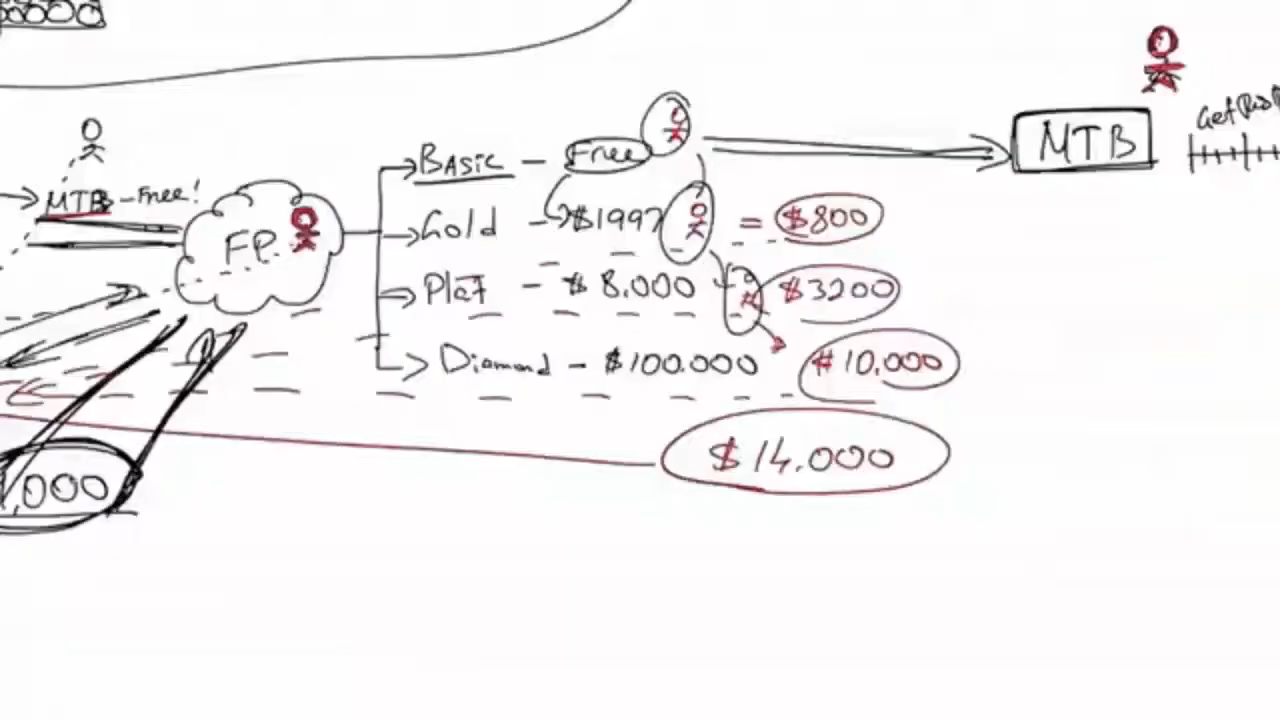 MTB - Free!
FP.
BASIC - Free
Gold - $1997 = $800
Plat - $8.000 $3200
Diamond - $100.000 $10,000
$14.000
,000
MTB